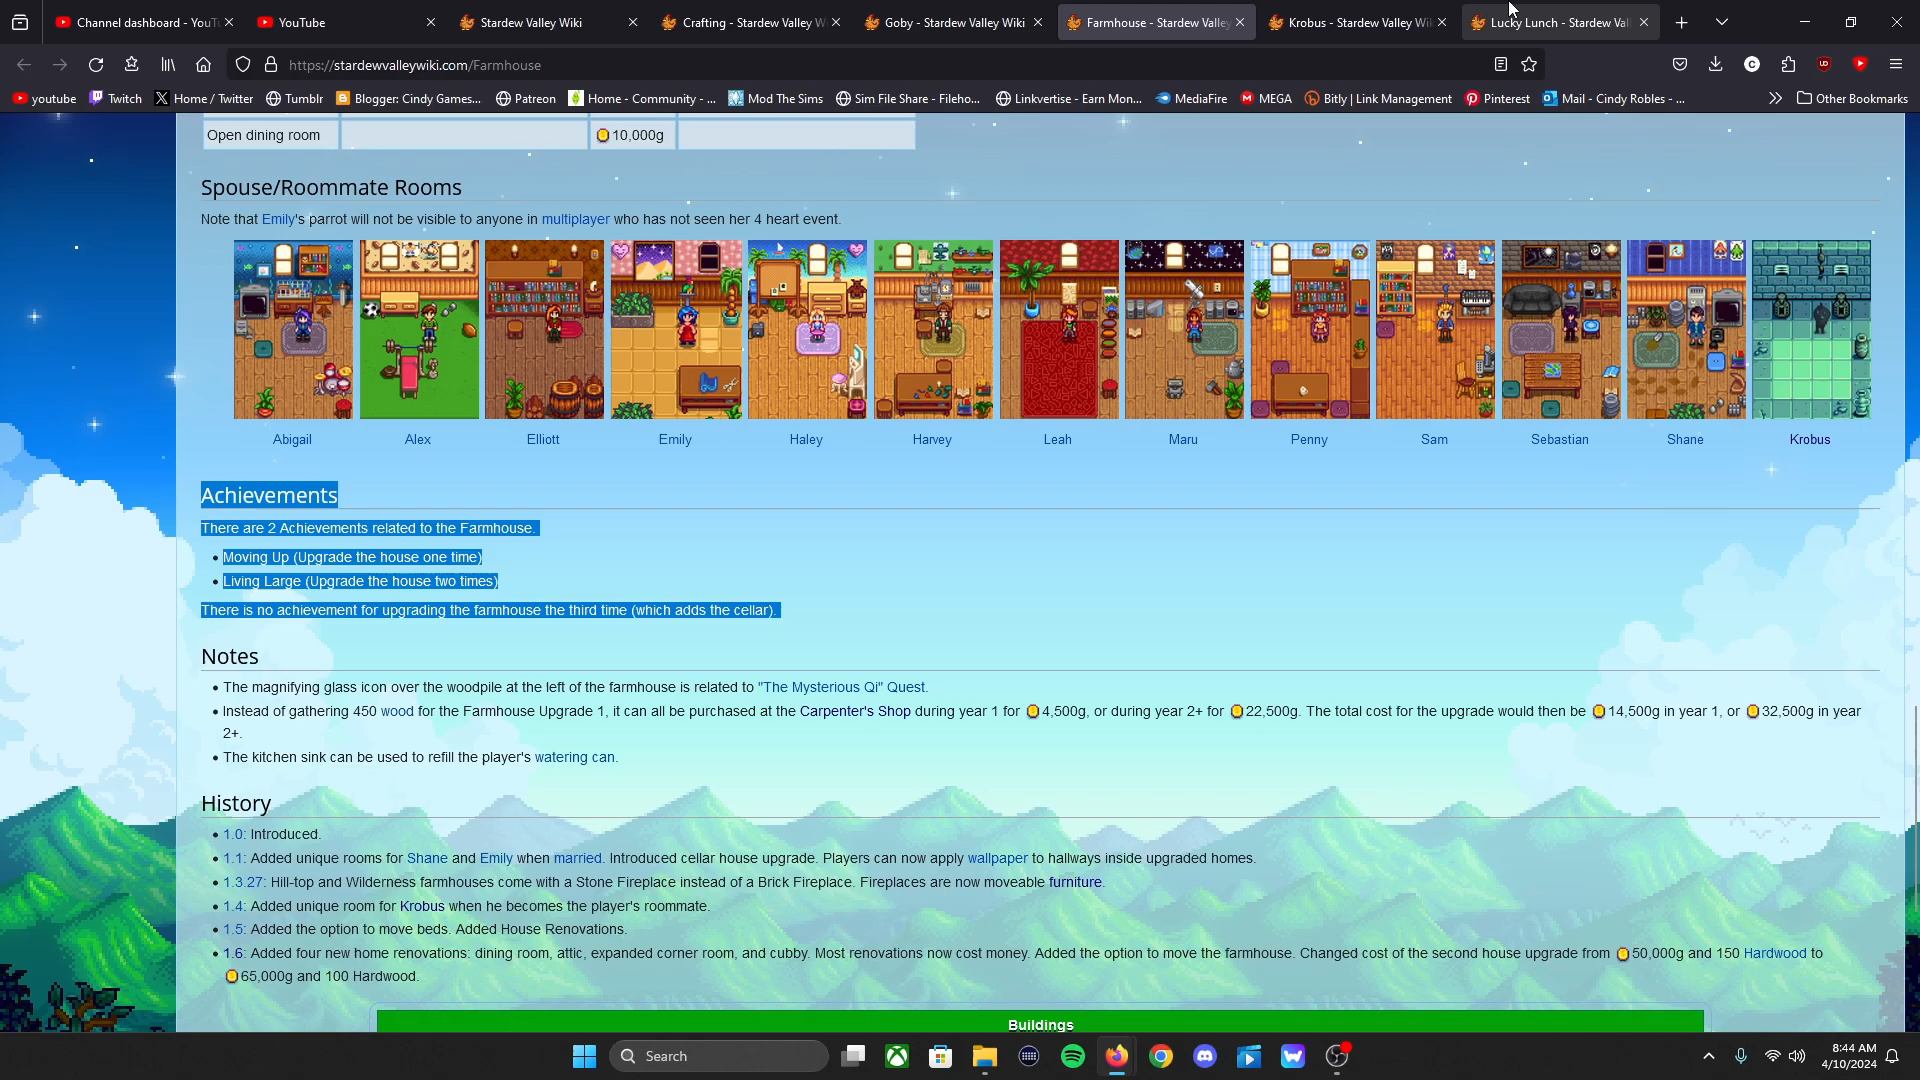 Channel dashboard - YouTu
YouTube
Stardew Valley Wiki
Crafting - Stardew Valley W
Goby - Stardew Valley Wiki
Farmhouse - Stardew Valley
Krobus - Stardew Valley Wik
Lucky Lunch - Stardew Val
https://stardewvalleywiki.com/Farmhouse
youtube
Twitch
Home / Twitter
Tumblr
Blogger: Cindy Games...
Patreon
Home - Community - ...
Mod The Sims
Sim File Share - Fileho...
Linkvertise - Earn Mon...
MediaFire
MEGA
Bitly | Link Management
Pinterest
Mail - Cindy Robles - ...
Other Bookmarks
Open dining room 10,000g
Spouse/Roommate Rooms
Note that Emily's parrot will not be visible to anyone in multiplayer who has not seen her 4 heart event.
Abigail Alex Elliott Emily Haley Harvey Leah Maru Penny Sam Sebastian Shane Krobus
Achievements
There are 2 Achievements related to the Farmhouse.
• Moving Up (Upgrade the house one time)
• Living Large (Upgrade the house two times)
There is no achievement for upgrading the farmhouse the third time (which adds the cellar).
Notes
• The magnifying glass icon over the woodpile at the left of the farmhouse is related to "The Mysterious Qi" Quest.
• Instead of gathering 450 wood for the Farmhouse Upgrade 1, it can all be purchased at the Carpenter's Shop during year 1 for 4,500g, or during year 2+ for 22,500g. The total cost for the upgrade would then be 14,500g in year 1, or 32,500g in year
2+.
• The kitchen sink can be used to refill the player's watering can.
History
• 1.0: Introduced.
• 1.1: Added unique rooms for Shane and Emily when married. Introduced cellar house upgrade. Players can now apply wallpaper to hallways inside upgraded homes.
• 1.3.27: Hill-top and Wilderness farmhouses come with a Stone Fireplace instead of a Brick Fireplace. Fireplaces are now moveable furniture.
• 1.4: Added unique room for Krobus when he becomes the player's roommate.
• 1.5: Added the option to move beds. Added House Renovations.
• 1.6: Added four new home renovations: dining room, attic, expanded corner room, and cubby. Most renovations now cost money. Added the option to move the farmhouse. Changed cost of the second house upgrade from 50,000g and 150 Hardwood to
65,000g and 100 Hardwood.
Buildings
Search
8:44 AM
4/10/2024